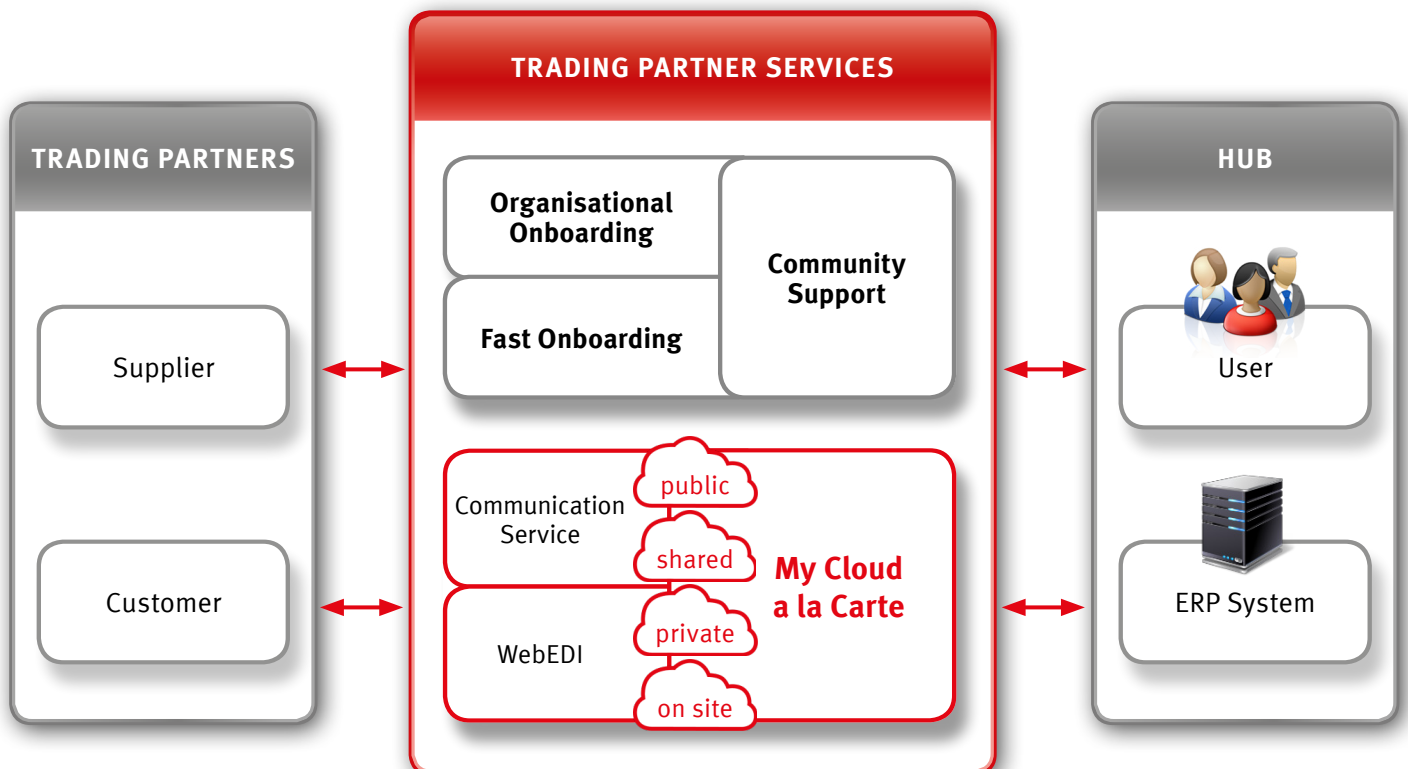 TRADING PARTNERS
Supplier
Customer
TRADING PARTNER SERVICES
Organisational
Onboarding
Fast Onboarding
Community
Support
Communication
Service
WebEDI
public
shared
private
on site
My Cloud
a la Carte
HUB
User
ERP System